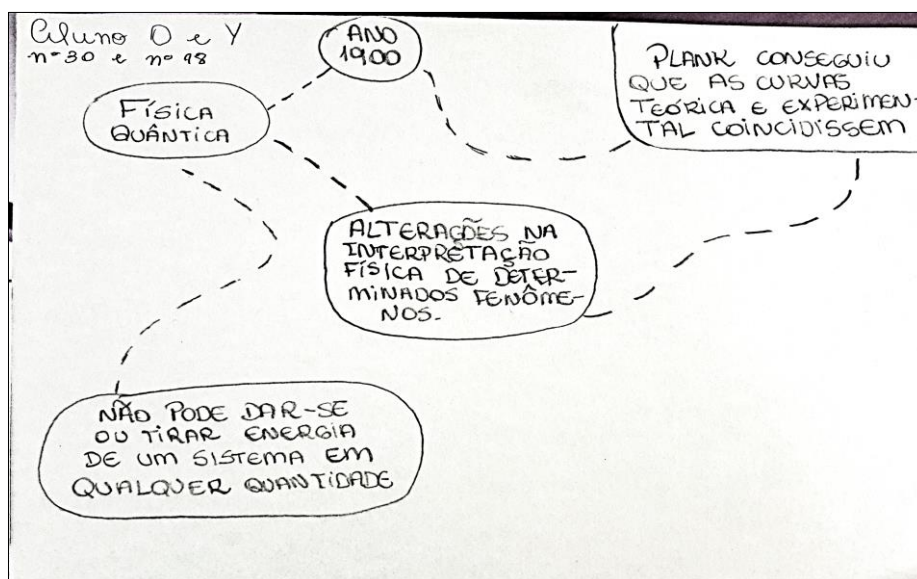 Aluno O e Y
nº 30 e nº 18
ANO
1900
PLANK CONSEGUIU
QUE AS CURVAS
TEÓRICA E EXPERIMEN-
TAL COINCIDISSEM
FÍSICA
QUÂNTICA
ALTERAÇÕES NA
INTERPRETAÇÃO
FÍSICA DE DETER-
MINADOS FENÔME-
NOS.
NÃO PODE DAR-SE
OU TIRAR ENERGIA
DE UM SISTEMA EM
QUALQUER QUANTIDADE